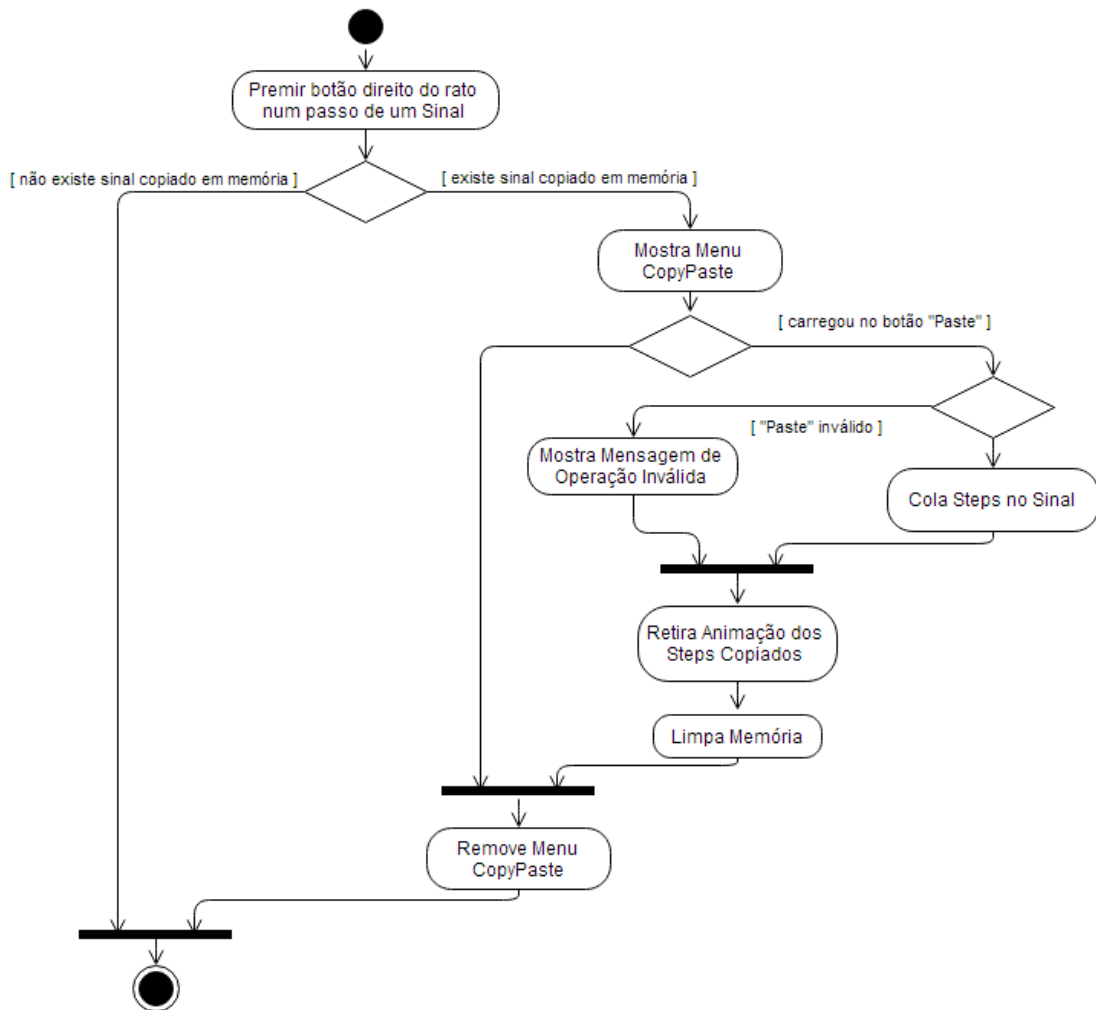 Premir botão direito do rato
num passo de um Sinal
[ não existe sinal copiado em memória ]
[ existe sinal copiado em memória ]
Mostra Menu
CopyPaste
[ carregou no botão "Paste" ]
[ "Paste" inválido ]
Mostra Mensagem de
Operação Inválida
Cola Steps no Sinal
Retira Animação dos
Steps Copiados
Limpa Memória
Remove Menu
CopyPaste